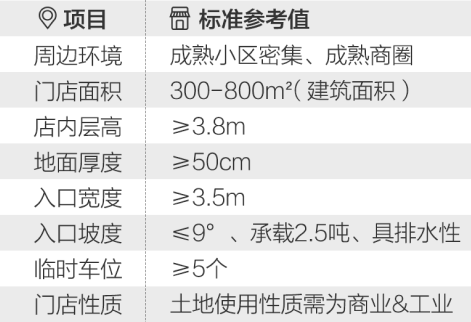 项目 标准参考值
周边环境 成熟小区密集、成熟商圈
门店面积 300-800m²(建筑面积)
店内层高 ≥3.8m
地面厚度 ≥50cm
入口宽度 ≥3.5m
入口坡度 ≤9°、承载2.5吨、具排水性
临时车位 ≥5个
门店性质 土地使用性质需为商业&工业